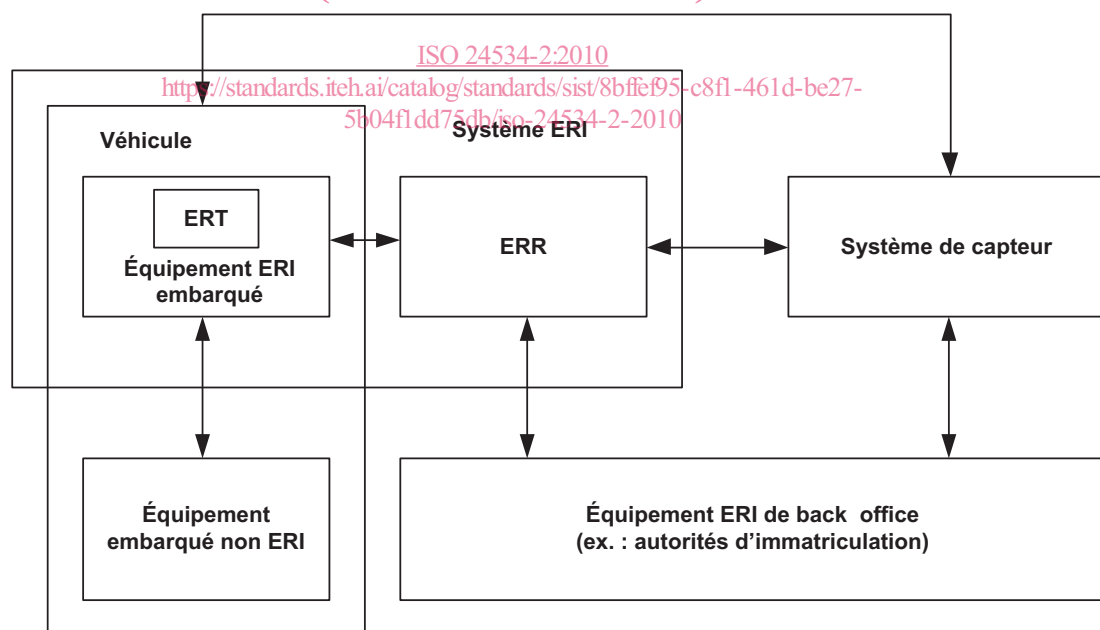 ISO 24534-2:2010
https://standards.iteh.ai/catalog/standards/sist/8bffef95-c8f1-461d-be27-
5b04f1dd75db/iso-24534-2-2010
Système ERI
Véhicule
ERT
Équipement ERI
embarqué
ERR
Système de capteur
Équipement
embarqué non ERI
Équipement ERI de back office
(ex. : autorités d’immatriculation)